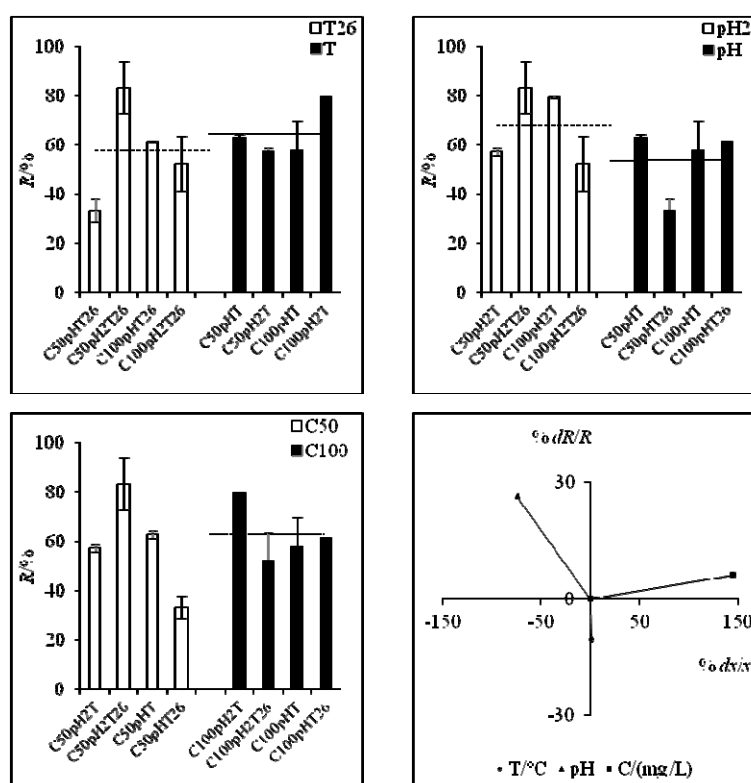 T26
T
100
80
60
40
20
0
R/%
C50pHT26
C50pH2T26
C100pHT26
C100pH2T26
C50pHT
C50pH2T
C100pHT
C100pH2T
pH2
pH
100
80
60
40
20
0
R/%
C50pH2T
C50pH2T26
C100pH2T
C100pH2T26
C50pHT
C50pHT26
C100pHT
C100pHT26
C50
C100
100
80
60
40
20
0
R/%
C50pH2T
C50pH2T26
C50pHT
C50pHT26
C100pH2T
C100pH2T26
C100pHT
C100pHT26
% dR/R
30
0
-150 -50 50 150
% dx/x
-30
T/°C pH C/(mg/L)